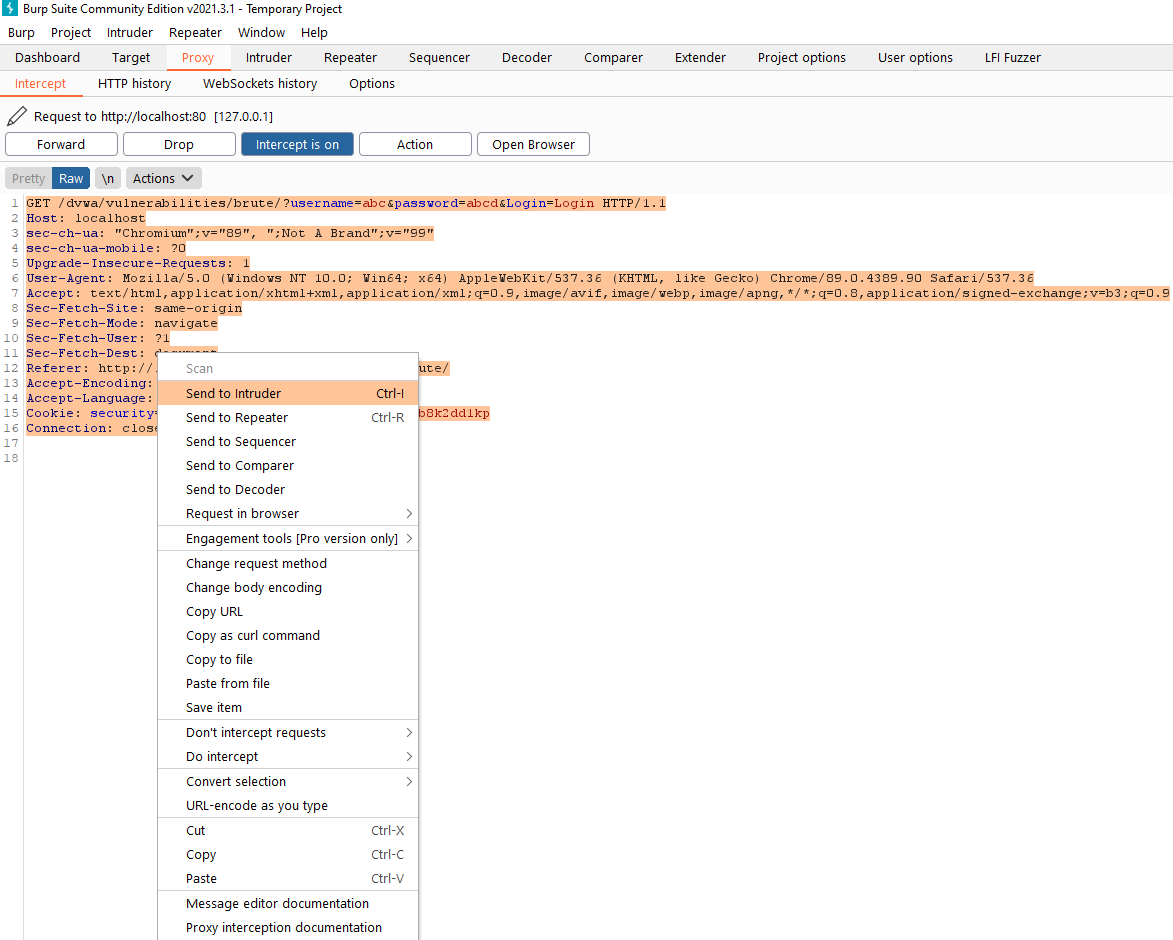 Burp Suite Community Edition v2021.3.1 - Temporary Project
Burp Project Intruder Repeater Window Help
Dashboard Target Proxy Intruder Repeater Sequencer Decoder Comparer Extender Project options User options LFI Fuzzer
Intercept HTTP history WebSockets history Options
Request to http://localhost:80 [127.0.0.1]
Forward Drop Intercept is on Action Open Browser
Pretty Raw \n Actions
1 GET /dvwa/vulnerabilities/brute/?username=abc&password=abcd&Login=Login HTTP/1.1
2 Host: localhost
3 sec-ch-ua: "Chromium";v="89", ";Not A Brand";v="99"
4 sec-ch-ua-mobile: ?0
5 Upgrade-Insecure-Requests: 1
6 User-Agent: Mozilla/5.0 (Windows NT 10.0; Win64; x64) AppleWebKit/537.36 (KHTML, like Gecko) Chrome/89.0.4389.90 Safari/537.36
7 Accept: text/html,application/xhtml+xml,application/xml;q=0.9,image/avif,image/webp,image/apng,*/*;q=0.8,application/signed-exchange;v=b3;q=0.9
8 Sec-Fetch-Site: same-origin
9 Sec-Fetch-Mode: navigate
10 Sec-Fetch-User: ?1
11 Sec-Fetch-Dest: document
12 Referer: http:// ute/
13 Accept-Encoding:
14 Accept-Language:
15 Cookie: security= b8k2dd1kp
16 Connection: close
17
18
Scan
Send to Intruder Ctrl-I
Send to Repeater Ctrl-R
Send to Sequencer
Send to Comparer
Send to Decoder
Request in browser
Engagement tools [Pro version only]
Change request method
Change body encoding
Copy URL
Copy as curl command
Copy to file
Paste from file
Save item
Don't intercept requests
Do intercept
Convert selection
URL-encode as you type
Cut Ctrl-X
Copy Ctrl-C
Paste Ctrl-V
Message editor documentation
Proxy interception documentation